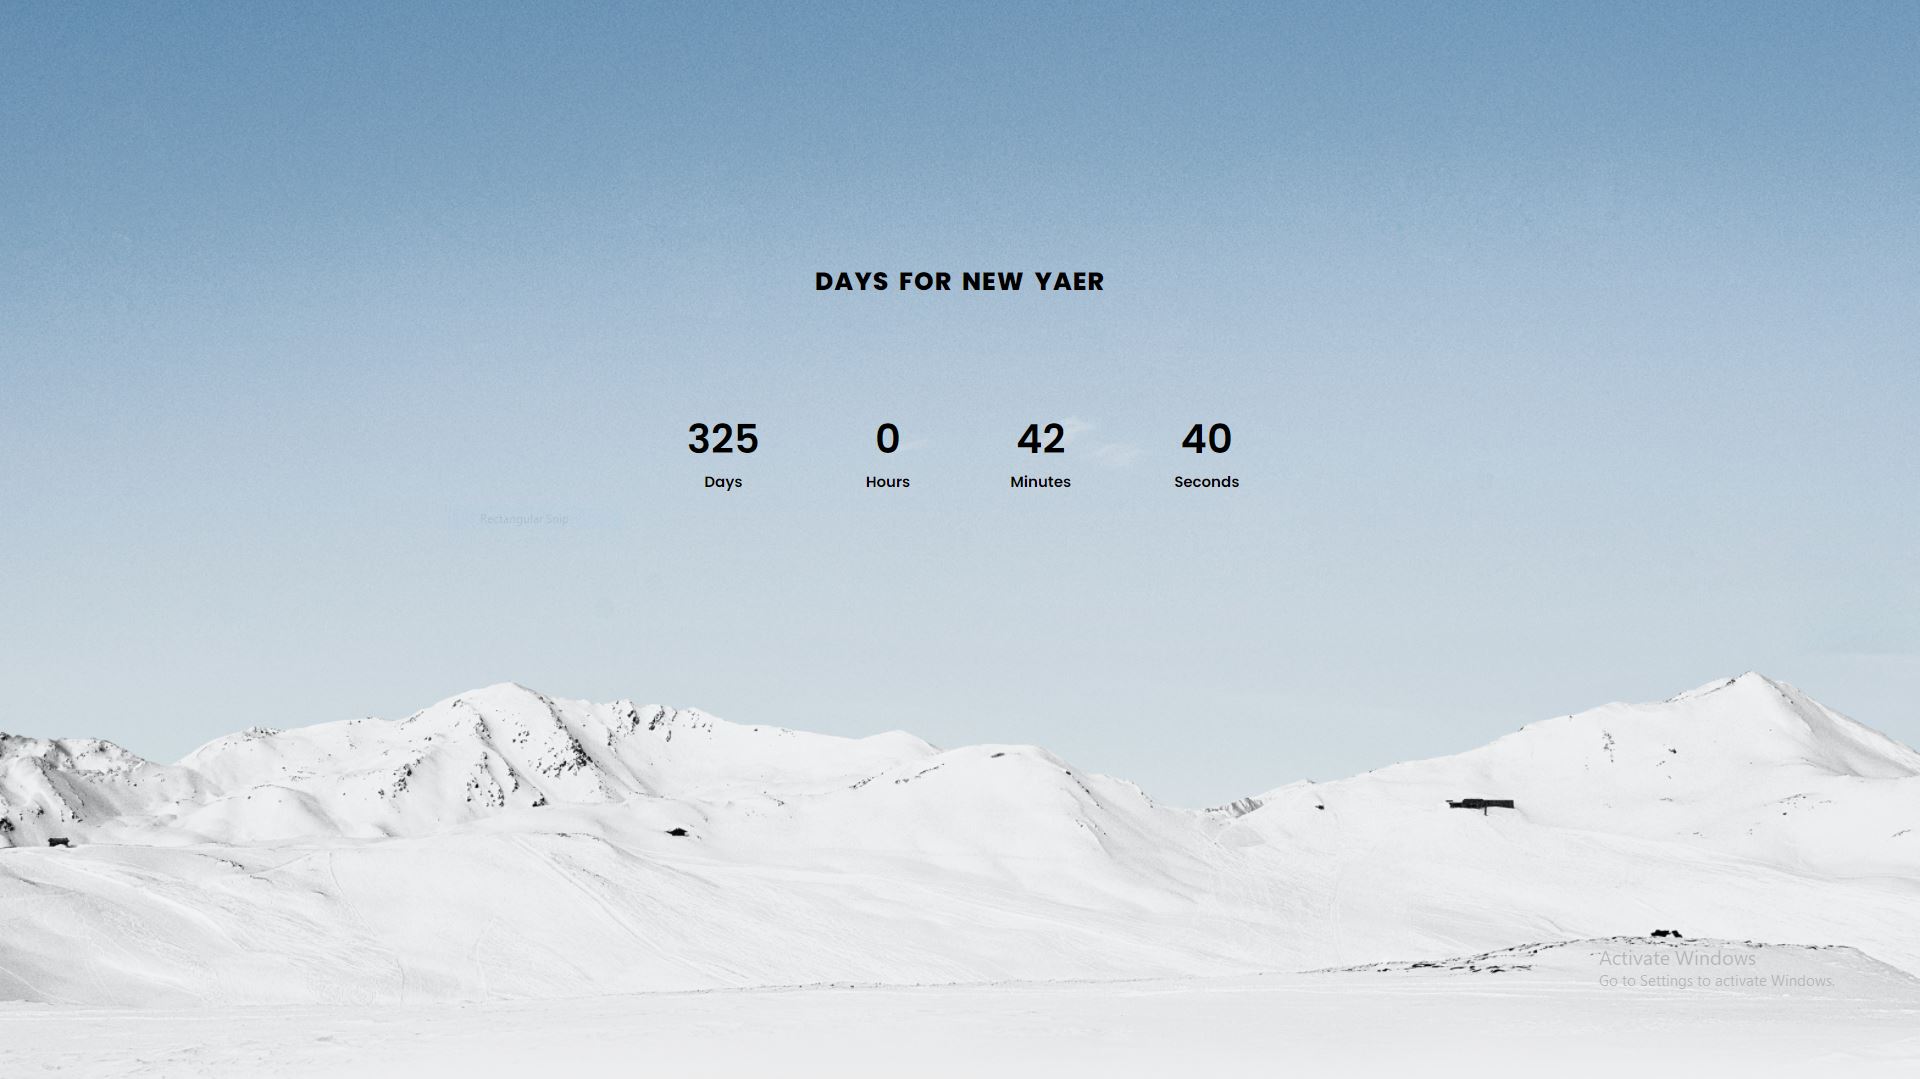 DAYS FOR NEW YAER
325 0 42 40
Days Hours Minutes Seconds
Rectangular Snip
Activate Windows
Go to Settings to activate Windows.